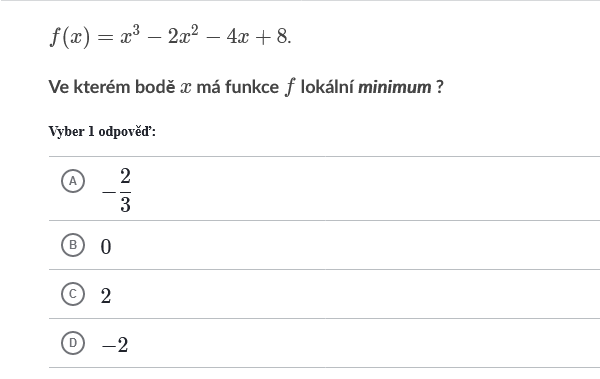 f(x) = x³ − 2x² − 4x + 8.
Ve kterém bodě x má funkce f lokální minimum ?
Vyber 1 odpověď:
A −2/3
B 0
C 2
D −2